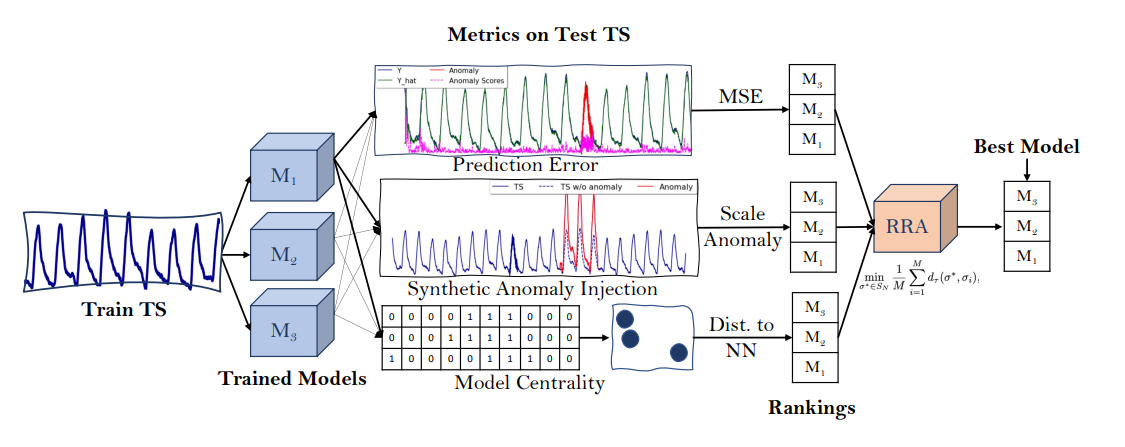 Metrics on Test TS
Y
Anomaly
Y_hat
Anomaly Scores
Prediction Error
MSE
M₃
M₂
M₁
M₁
M₂
M₃
Train TS
Trained Models
TS
TS w/o anomaly
Anomaly
Synthetic Anomaly Injection
Scale
Anomaly
M₃
M₂
M₁
0 0 0 0 1 1 1 0 0 0
0 0 0 1 1 1 1 0 0 0
1 0 0 0 0 1 1 1 0 0
Model Centrality
Dist. to
NN
M₃
M₂
M₁
Rankings
RRA
min σ*∈S_N 1/M ∑ i=1 M d_τ(σ*, σ_i),
Best Model
M₃
M₂
M₁